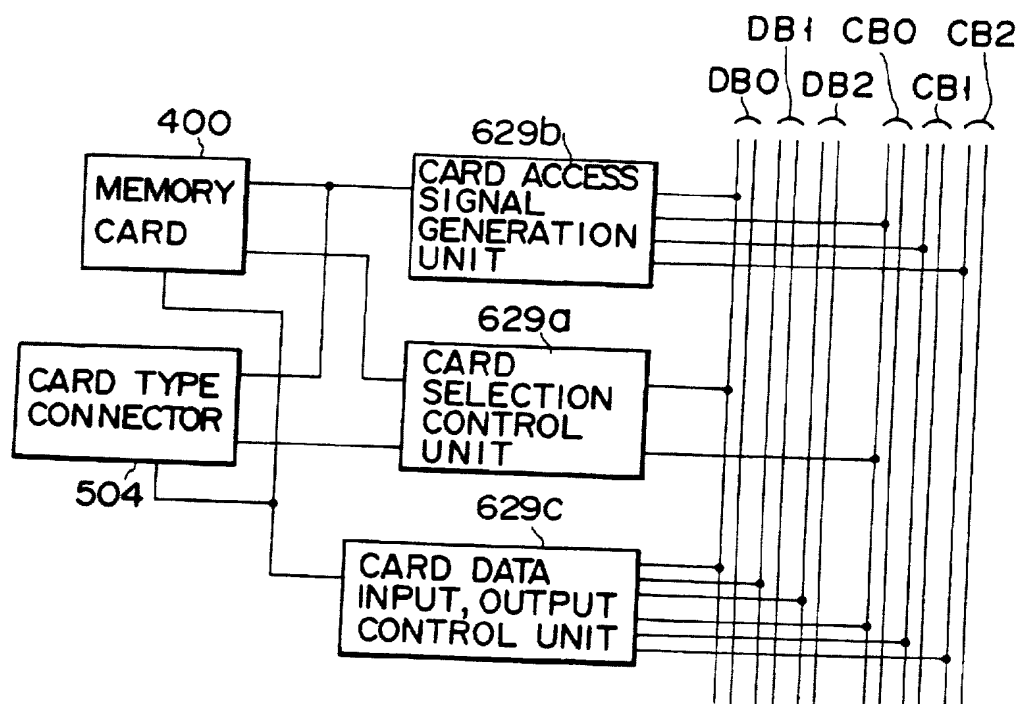 DB1 CB0 CB2
DB0 DB2 CB1
400
629b
MEMORY
CARD
CARD ACCESS
SIGNAL
GENERATION
UNIT
629a
CARD TYPE
CONNECTOR
504
CARD
SELECTION
CONTROL
UNIT
629c
CARD DATA
INPUT, OUTPUT
CONTROL UNIT